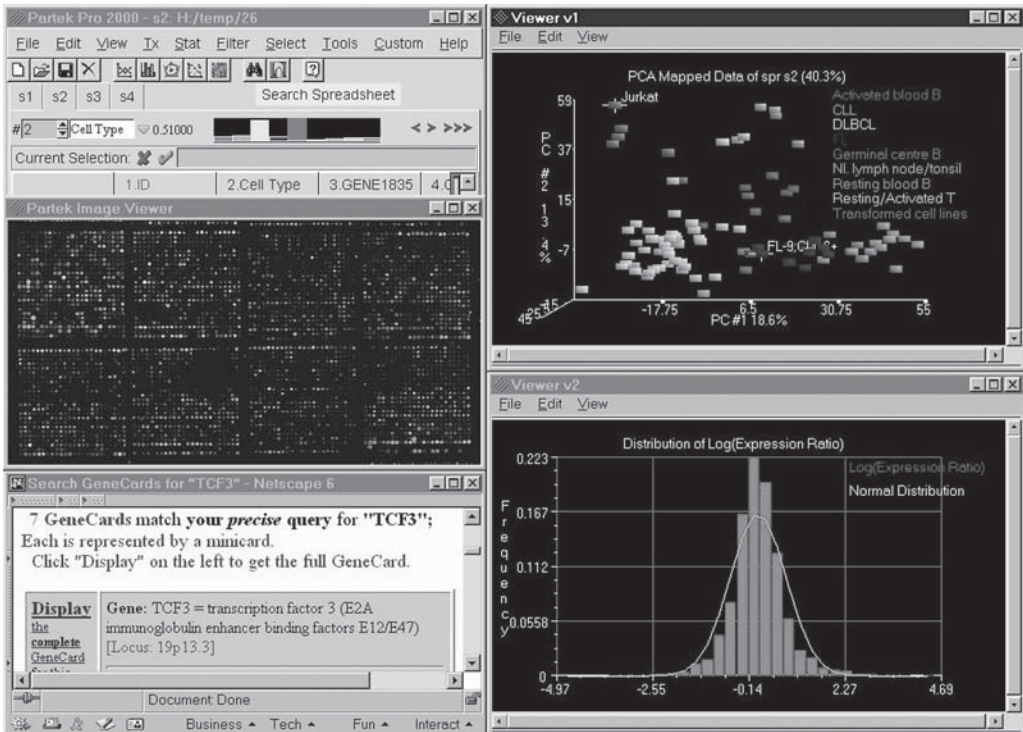 Partek Pro 2000 - s2: H:/temp/26
File Edit View Tx Stat Filter Select Tools Custom Help
s1 s2 s3 s4 Search Spreadsheet
#2 Cell Type 0.51000 < > >>>
Current Selection:
1.ID 2.Cell Type 3.GENE1835
Partek Image Viewer
Search GeneCards for "TCF3" - Netscape 6
7 GeneCards match your precise query for "TCF3";
Each is represented by a minicard.
Click "Display" on the left to get the full GeneCard.
Display
the
complete
GeneCard
Gene: TCF3 = transcription factor 3 (E2A
immunoglobulin enhancer binding factors E12/E47)
[Locus: 19p13.3]
Document: Done
Business Tech Fun Interact
Viewer v1
File Edit View
PCA Mapped Data of spr s2 (40.3%)
Jurkat
Activated blood B
CLL
DLBCL
FL
Germinal centre B
Nl. lymph node/tonsil
Resting blood B
Resting/Activated T
Transformed cell lines
PC #2 13.4%
59
37
15
-7
-17.75 6.5 30.75 55
PC #1 18.6%
Viewer v2
File Edit View
Distribution of Log(Expression Ratio)
Log(Expression Ratio)
Normal Distribution
Frequency
0.223
0.167
0.112
0.0558
0
-4.97 -2.55 -0.14 2.27 4.69